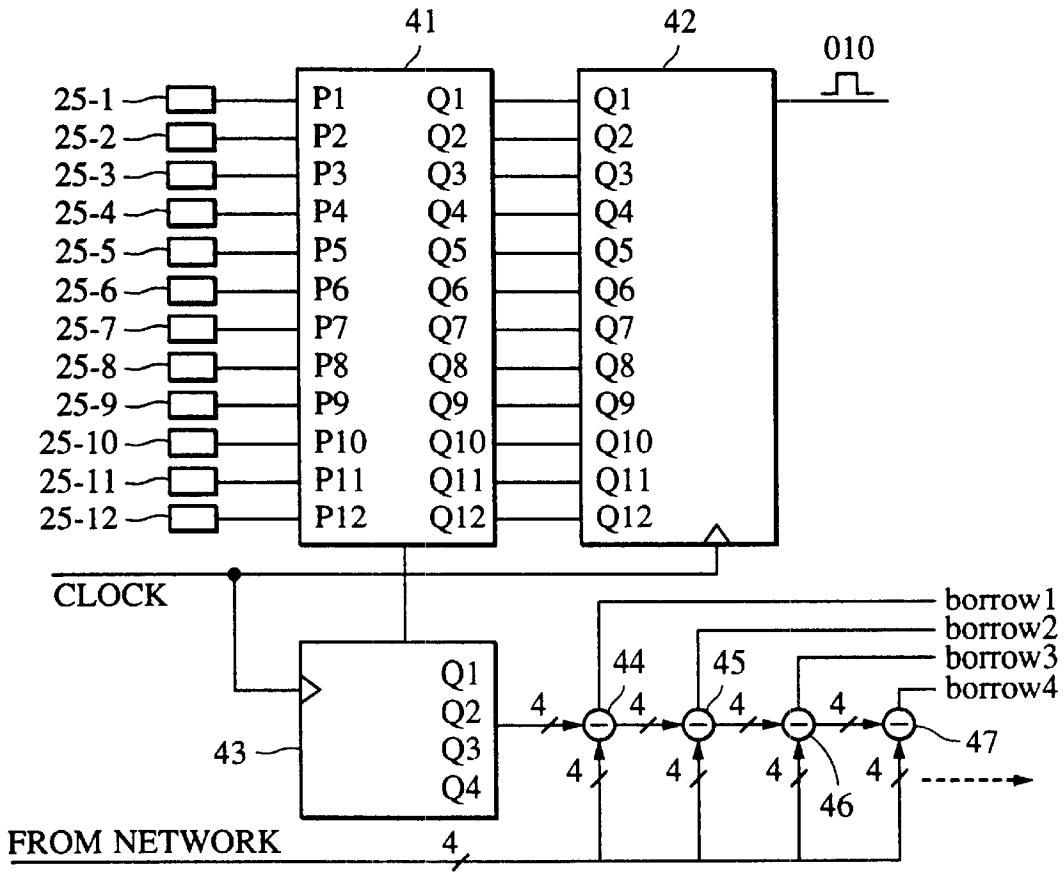 41 42 010
25-1 P1 Q1 Q1
25-2 P2 Q2 Q2
25-3 P3 Q3 Q3
25-4 P4 Q4 Q4
25-5 P5 Q5 Q5
25-6 P6 Q6 Q6
25-7 P7 Q7 Q7
25-8 P8 Q8 Q8
25-9 P9 Q9 Q9
25-10 P10 Q10 Q10
25-11 P11 Q11 Q11
25-12 P12 Q12 Q12
CLOCK
borrow1
borrow2
borrow3
borrow4
Q1 44 45
Q2 4 4 4 4
43 Q3 47
Q4 4 4 4 46 4
FROM NETWORK 4